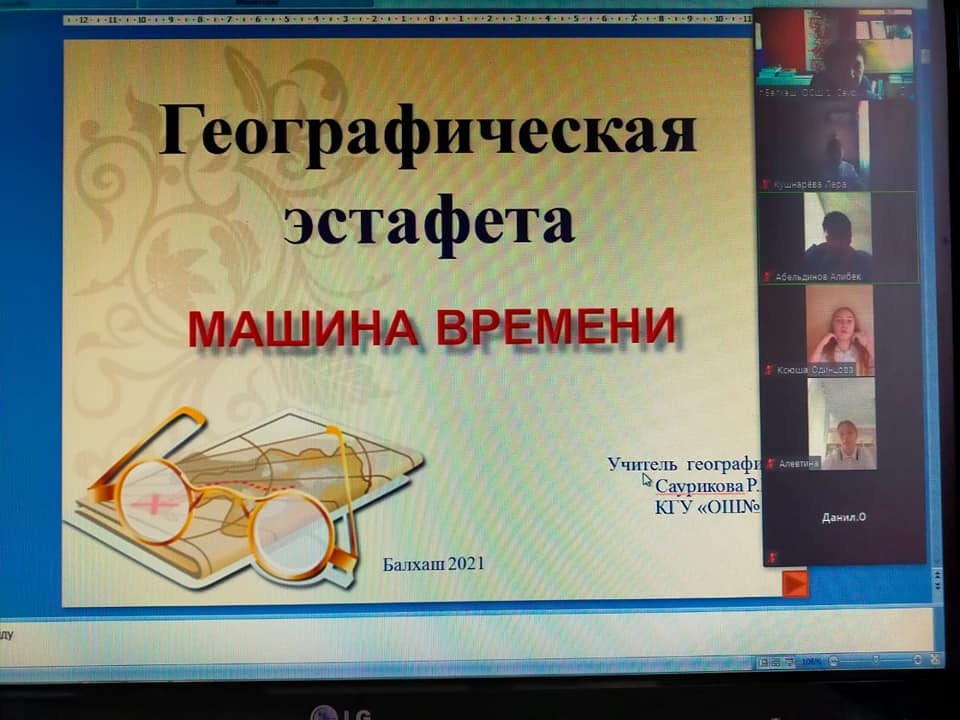 Географическая
эстафета
МАШИНА ВРЕМЕНИ
Учитель географи
Саурикова Р.
КГУ «ОШ№
Балхаш 2021
Кушнарёва Лера
Абельдинов Алибек
Ксюша Одинцова
Алевтина
Данил.О
106%
LG